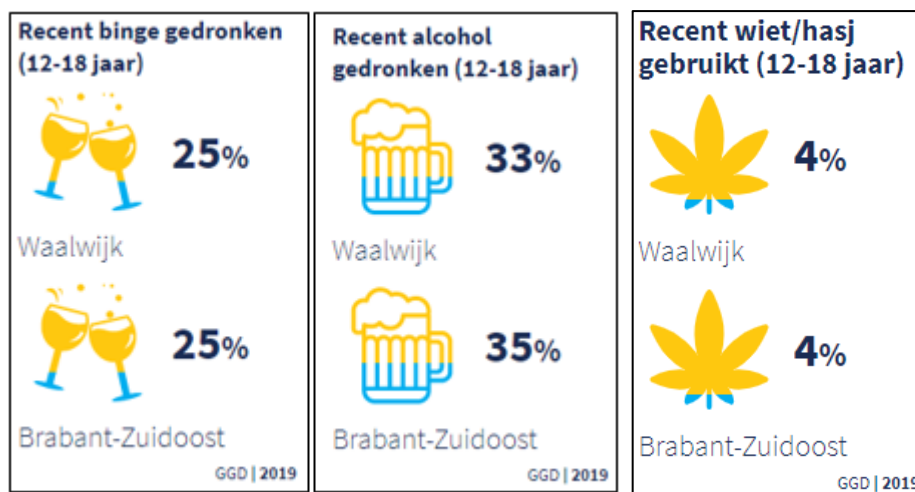 Recent binge gedronken
(12-18 jaar)
25%
Waalwijk
25%
Brabant-Zuidoost
GGD | 2019
Recent alcohol
gedronken (12-18 jaar)
33%
Waalwijk
35%
Brabant-Zuidoost
GGD | 2019
Recent wiet/hasj
gebruikt (12-18 jaar)
4%
Waalwijk
4%
Brabant-Zuidoost
GGD | 2019